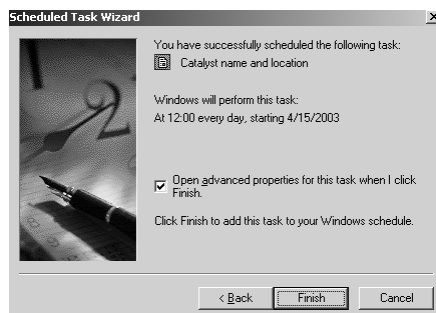 Scheduled Task Wizard
You have successfully scheduled the following task:
Catalyst name and location
Windows will perform this task:
At 12:00 every day, starting 4/15/2003
Open advanced properties for this task when I click
Finish.
Click Finish to add this task to your Windows schedule.
< Back
Finish
Cancel